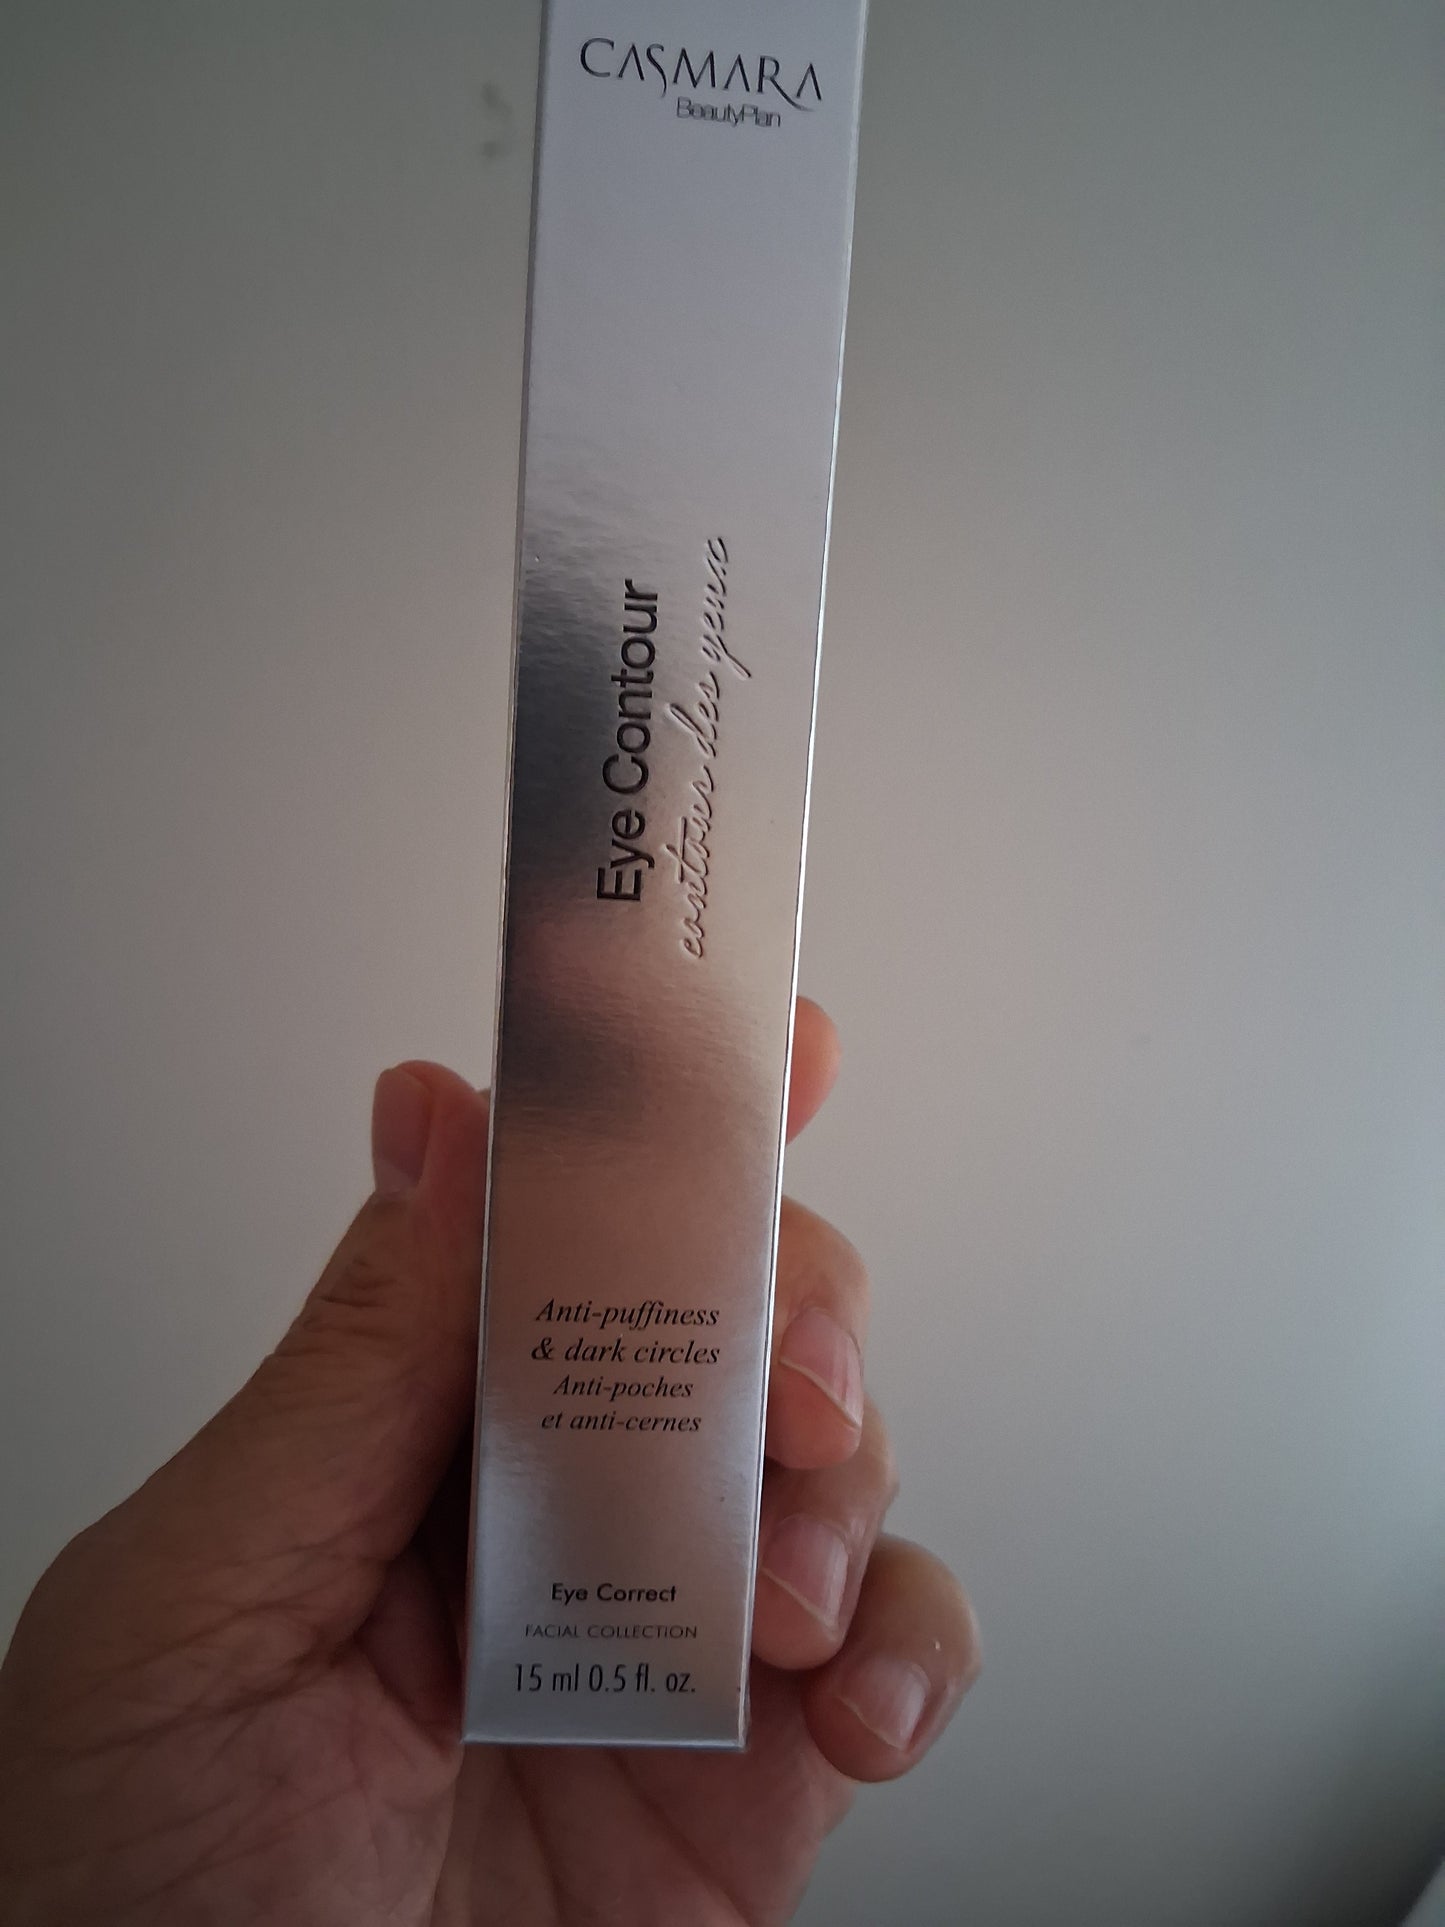 CASMARA
BeautyPlan
Eye Contour
contour des yeux
Anti-puffiness
& dark circles
Anti-poches
et anti-cernes
Eye Correct
FACIAL COLLECTION
15 ml 0.5 fl. oz.